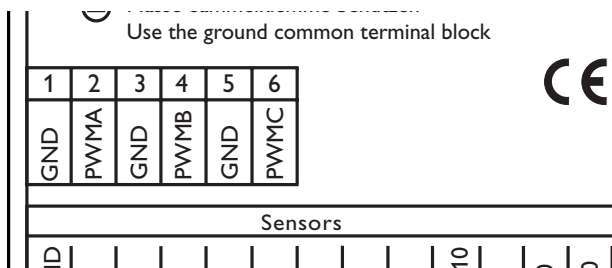 Use the ground common terminal block
1 2 3 4 5 6
GND PWMA GND PWMB GND PWMC
CE
Sensors